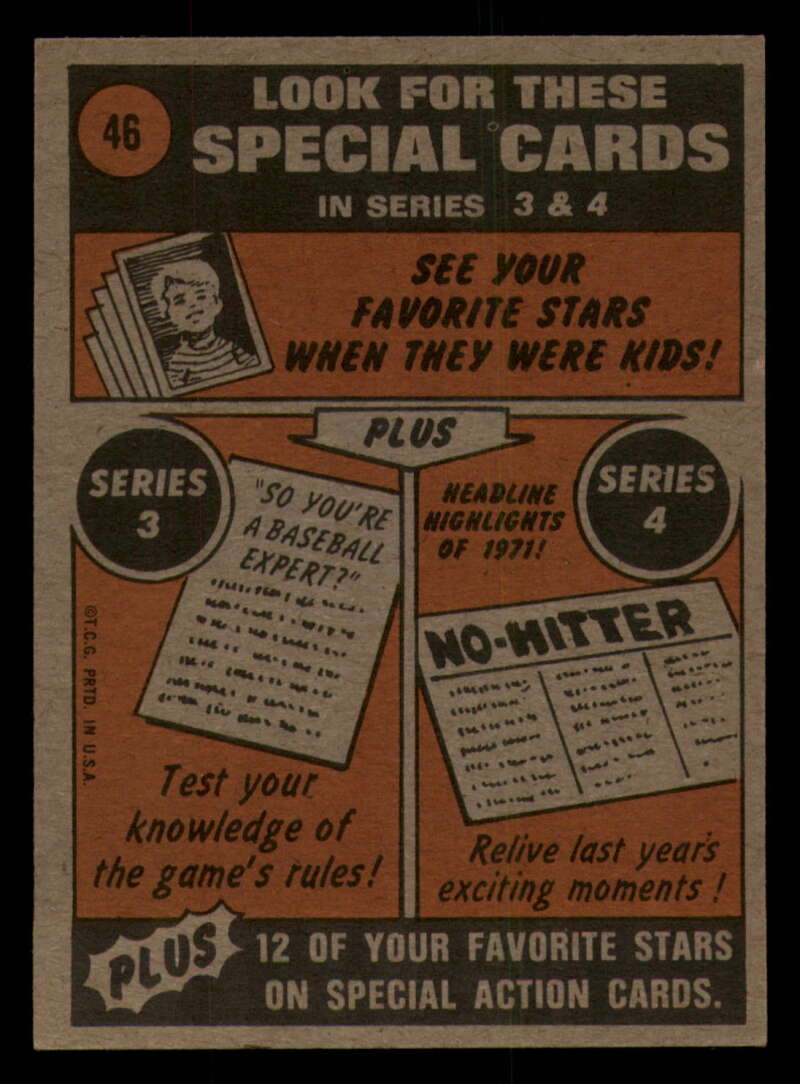 46
LOOK FOR THESE
SPECIAL CARDS
IN SERIES 3 & 4
SEE YOUR
FAVORITE STARS
WHEN THEY WERE KIDS!
PLUS
SERIES
3
"SO YOU'RE
A BASEBALL
EXPERT?"
Test your
knowledge of
the game's rules!
HEADLINE
HIGHLIGHTS
OF 1971!
SERIES
4
NO-HITTER
Relive last year's
exciting moments!
©T.C.G. PRTD. IN U.S.A.
PLUS
12 OF YOUR FAVORITE STARS
ON SPECIAL ACTION CARDS.